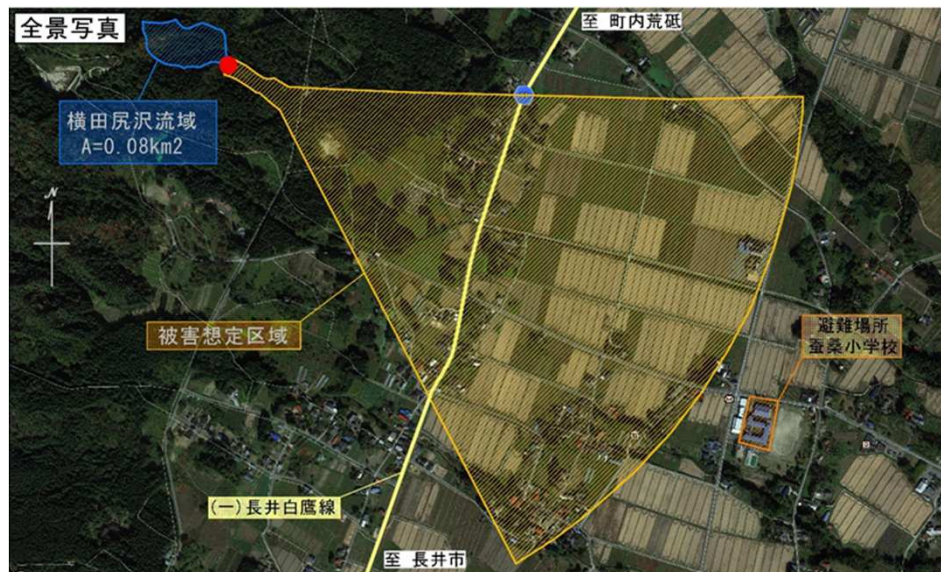 全景写真
至 町内荒砥
横田尻沢流域
A=0.08km2
N
被害想定区域
避難場所
蚕桑小学校
(一)長井白鷹線
至 長井市